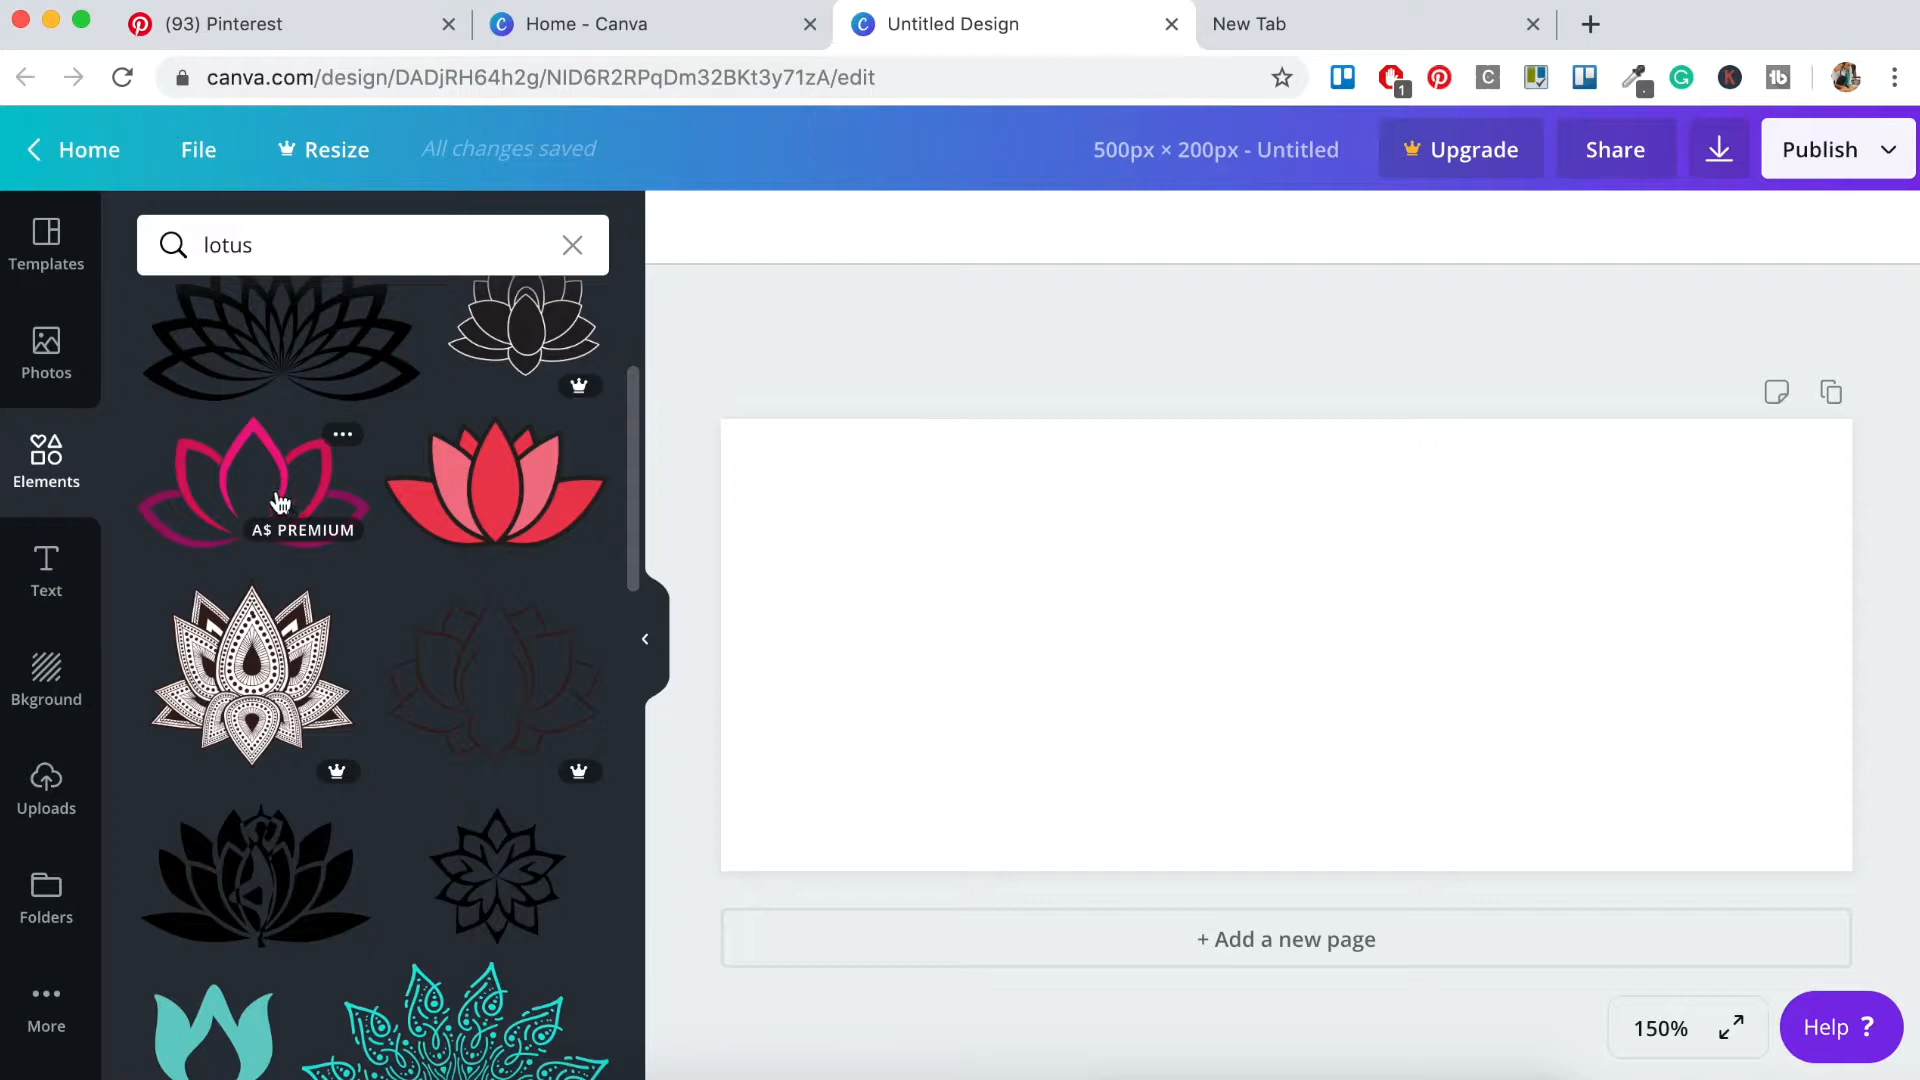 (93) Pinterest
Home - Canva
Untitled Design
New Tab
canva.com/design/DADjRH64h2g/NID6R2RPqDm32BKt3y71zA/edit
1
Home
File
Resize
All changes saved
500px × 200px - Untitled
Upgrade
Share
Publish
Templates
lotus
Photos
Elements
A$ PREMIUM
Text
Bkground
Uploads
Folders
+ Add a new page
More
150%
Help ?